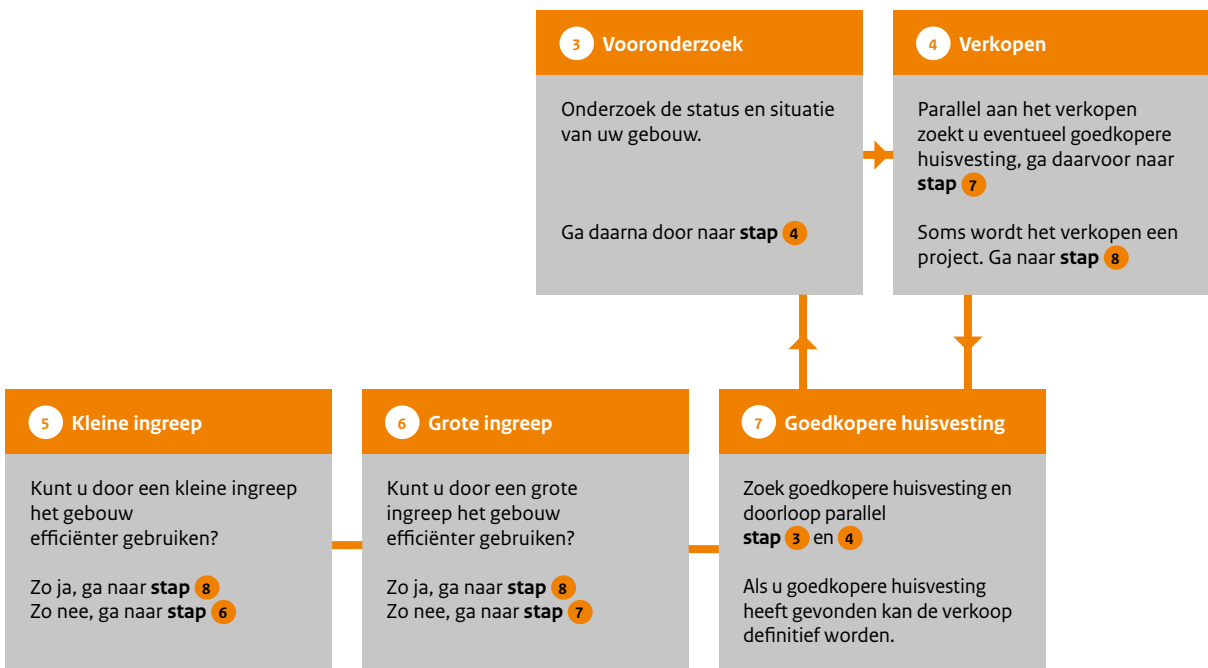 3 Vooronderzoek
Onderzoek de status en situatie
van uw gebouw.
Ga daarna door naar stap 4
4 Verkopen
Parallel aan het verkopen
zoekt u eventueel goedkopere
huisvesting, ga daarvoor naar
stap 7
Soms wordt het verkopen een
project. Ga naar stap 8
5 Kleine ingreep
Kunt u door een kleine ingreep
het gebouw
efficiënter gebruiken?
Zo ja, ga naar stap 8
Zo nee, ga naar stap 6
6 Grote ingreep
Kunt u door een grote
ingreep het gebouw
efficiënter gebruiken?
Zo ja, ga naar stap 8
Zo nee, ga naar stap 7
7 Goedkopere huisvesting
Zoek goedkopere huisvesting en
doorloop parallel
stap 3 en 4
Als u goedkopere huisvesting
heeft gevonden kan de verkoop
definitief worden.